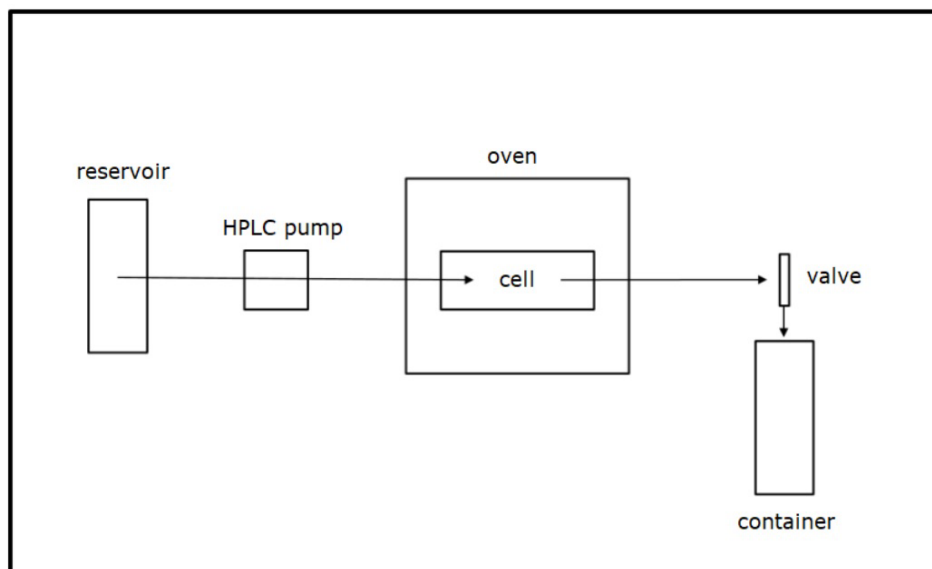 oven
reservoir
HPLC pump
cell
valve
container